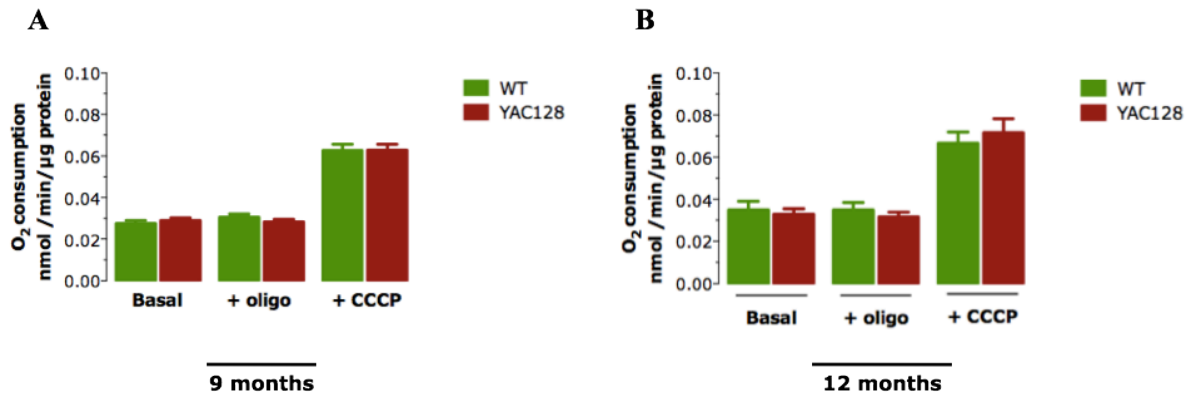 A
O2 consumption
nmol / min / µg protein
0.10
0.08
0.06
0.04
0.02
0.00
Basal
+ oligo
+ CCCP
WT
YAC128
9 months
B
O2 consumption
nmol / min / µg protein
0.10
0.08
0.06
0.04
0.02
0.00
Basal
+ oligo
+ CCCP
WT
YAC128
12 months